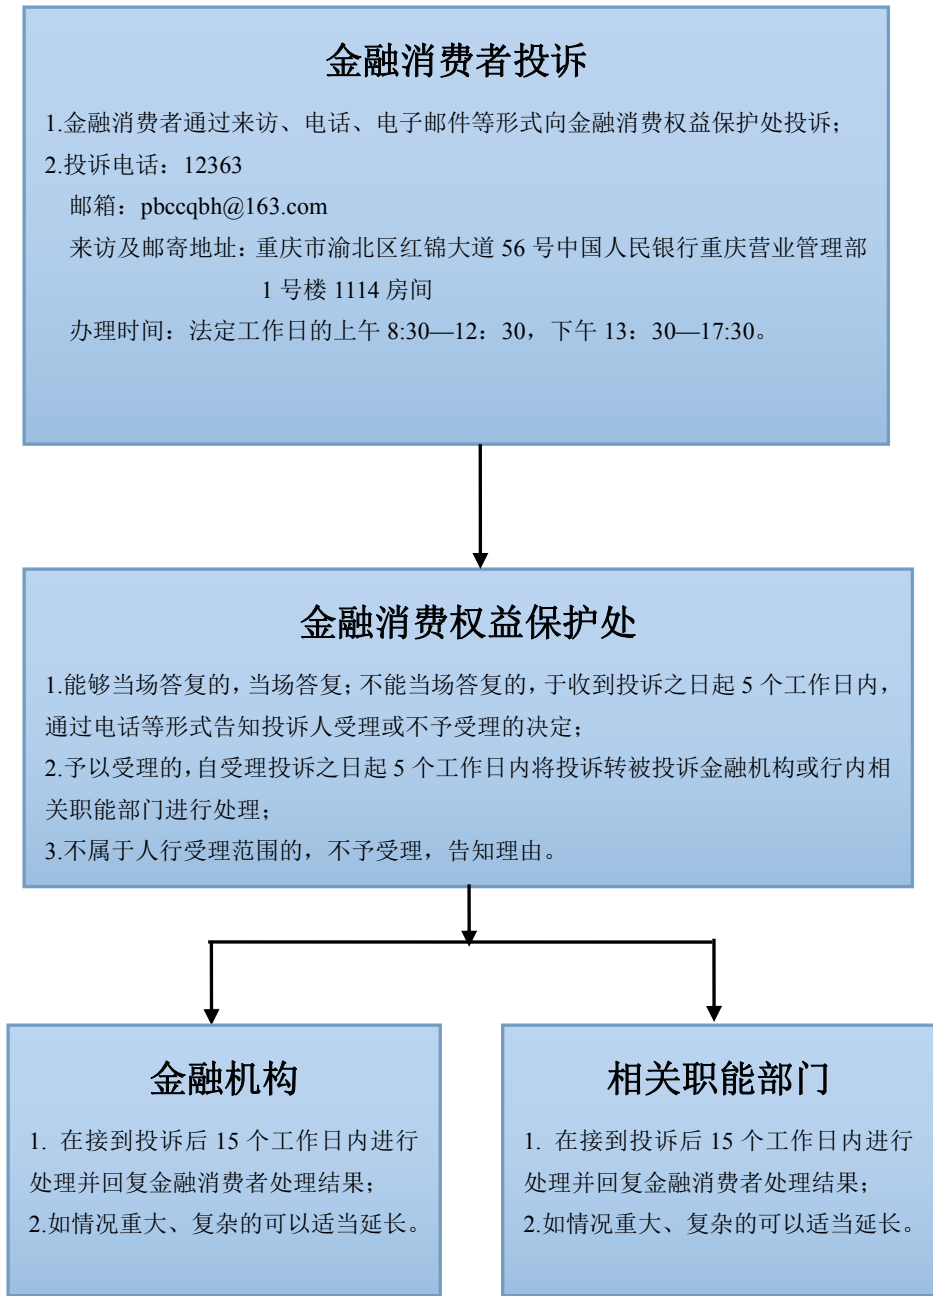 金融消费者投诉
1.金融消费者通过来访、电话、电子邮件等形式向金融消费权益保护处投诉；
2.投诉电话：12363
邮箱：pbccqbh@163.com
来访及邮寄地址：重庆市渝北区红锦大道 56 号中国人民银行重庆营业管理部
1 号楼 1114 房间
办理时间：法定工作日的上午 8:30—12：30，下午 13：30—17:30。
金融消费权益保护处
1.能够当场答复的，当场答复；不能当场答复的，于收到投诉之日起 5 个工作日内，
通过电话等形式告知投诉人受理或不予受理的决定；
2.予以受理的，自受理投诉之日起 5 个工作日内将投诉转被投诉金融机构或行内相
关职能部门进行处理；
3.不属于人行受理范围的，不予受理，告知理由。
金融机构
1. 在接到投诉后 15 个工作日内进行
处理并回复金融消费者处理结果；
2.如情况重大、复杂的可以适当延长。
相关职能部门
1. 在接到投诉后 15 个工作日内进行
处理并回复金融消费者处理结果；
2.如情况重大、复杂的可以适当延长。